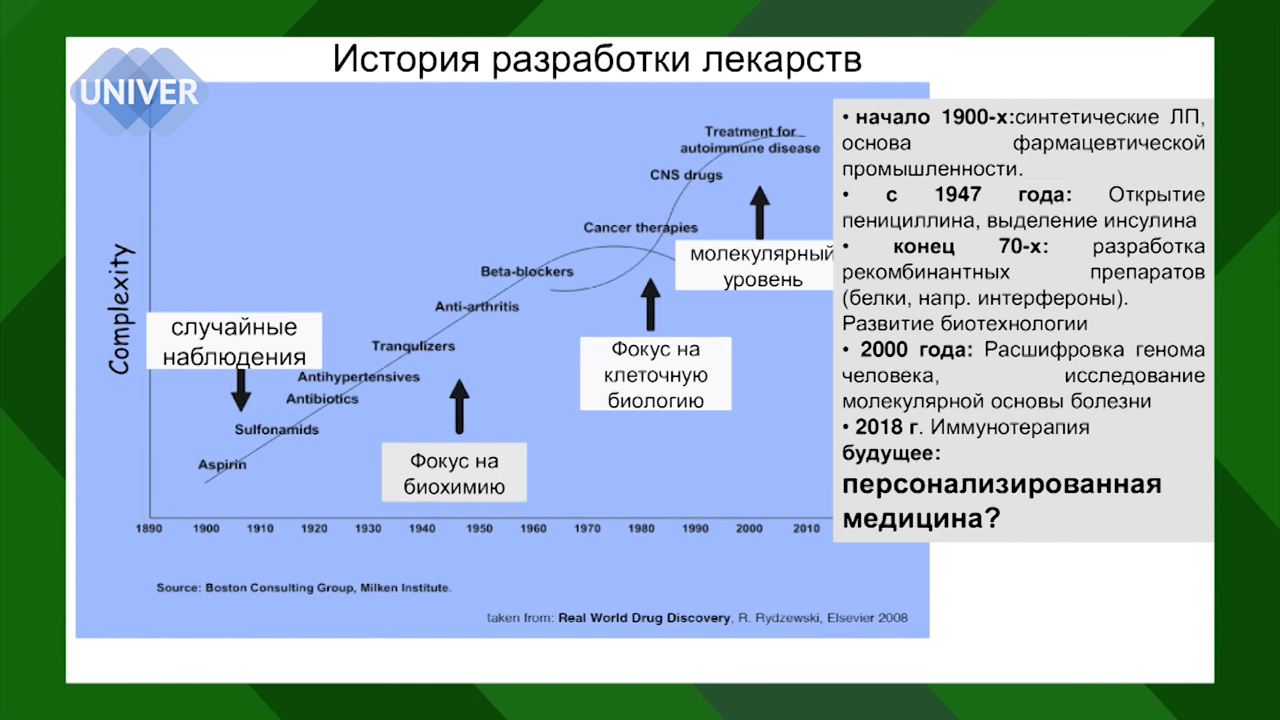 История разработки лекарств
UNIVER
Complexity
Treatment for
autoimmune disease
CNS drugs
Cancer therapies
молекулярный
уровень
Beta-blockers
Anti-arthritis
случайные
наблюдения
Tranqulizers
Фокус на
клеточную
биологию
Antihypertensives
Antibiotics
Sulfonamids
Aspirin
Фокус на
биохимию
1890 1900 1910 1920 1930 1940 1950 1960 1970 1980 1990 2000 2010
Source: Boston Consulting Group, Milken Institute.
taken from: Real World Drug Discovery, R. Rydzewski, Elsevier 2008
• начало 1900-х:синтетические ЛП,
основа фармацевтической
промышленности.
• с 1947 года: Открытие
пенициллина, выделение инсулина
• конец 70-х: разработка
рекомбинантных препаратов
(белки, напр. интерфероны).
Развитие биотехнологии
• 2000 года: Расшифровка генома
человека, исследование
молекулярной основы болезни
• 2018 г. Иммунотерапия
будущее:
персонализированная
медицина?